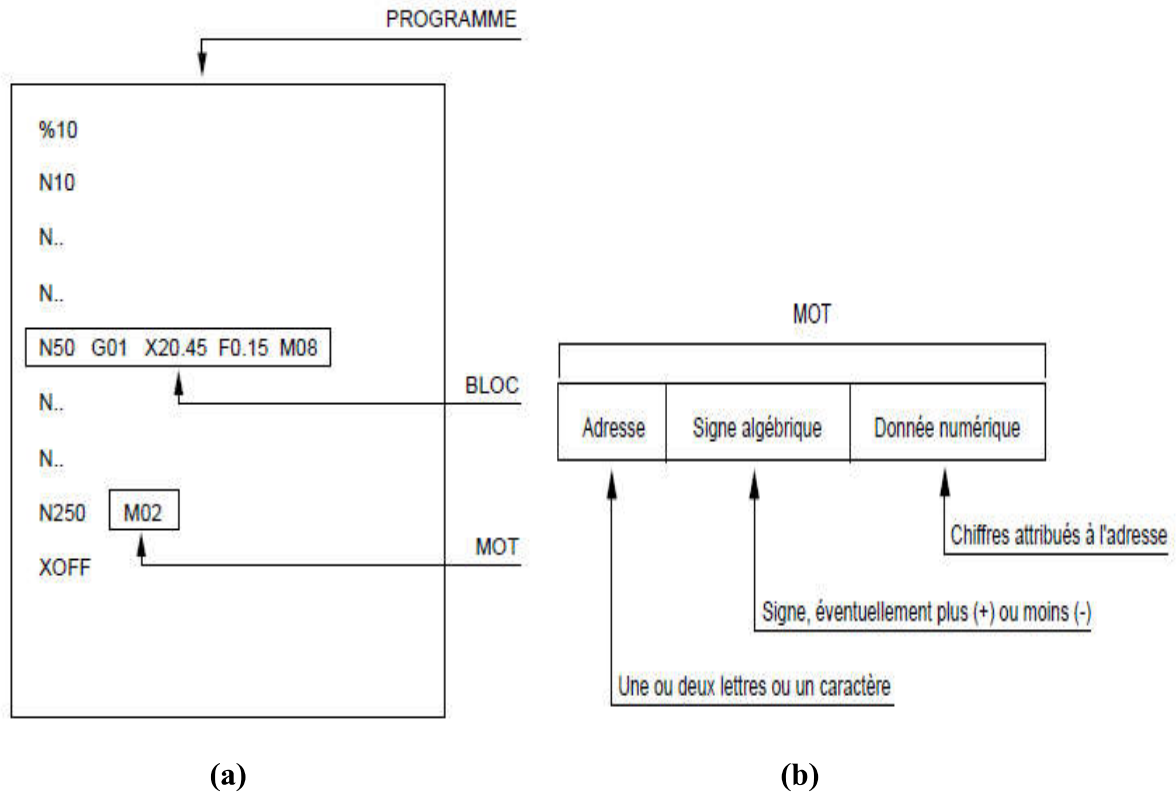 PROGRAMME
%10
N10
N..
N..
N50 G01 X20.45 F0.15 M08
BLOC
N..
N..
N250 M02
MOT
XOFF
(a)
MOT
Adresse Signe algébrique Donnée numérique
Chiffres attribués à l'adresse
Signe, éventuellement plus (+) ou moins (-)
Une ou deux lettres ou un caractère
(b)